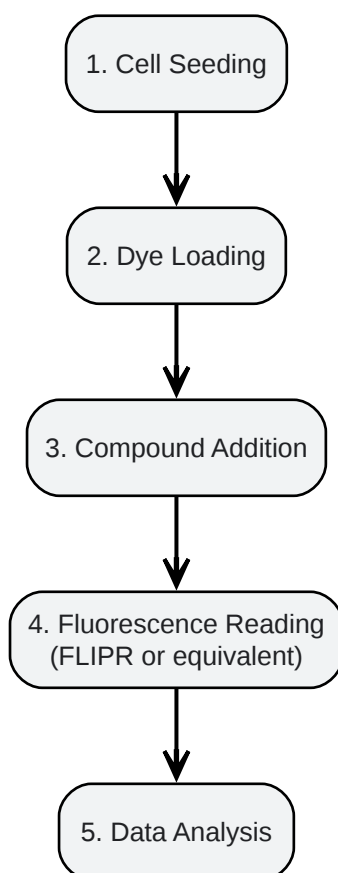 1. Cell Seeding
2. Dye Loading
3. Compound Addition
4. Fluorescence Reading
(FLIPR or equivalent)
5. Data Analysis